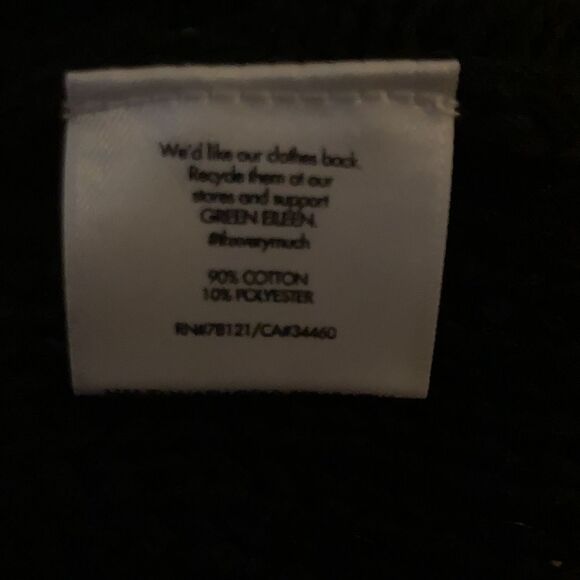 We'd like our clothes back.
Recycle them at our
stores and support
GREEN EILEEN.
90% COTTON
10% POLYESTER
RN#78121/CA#34460